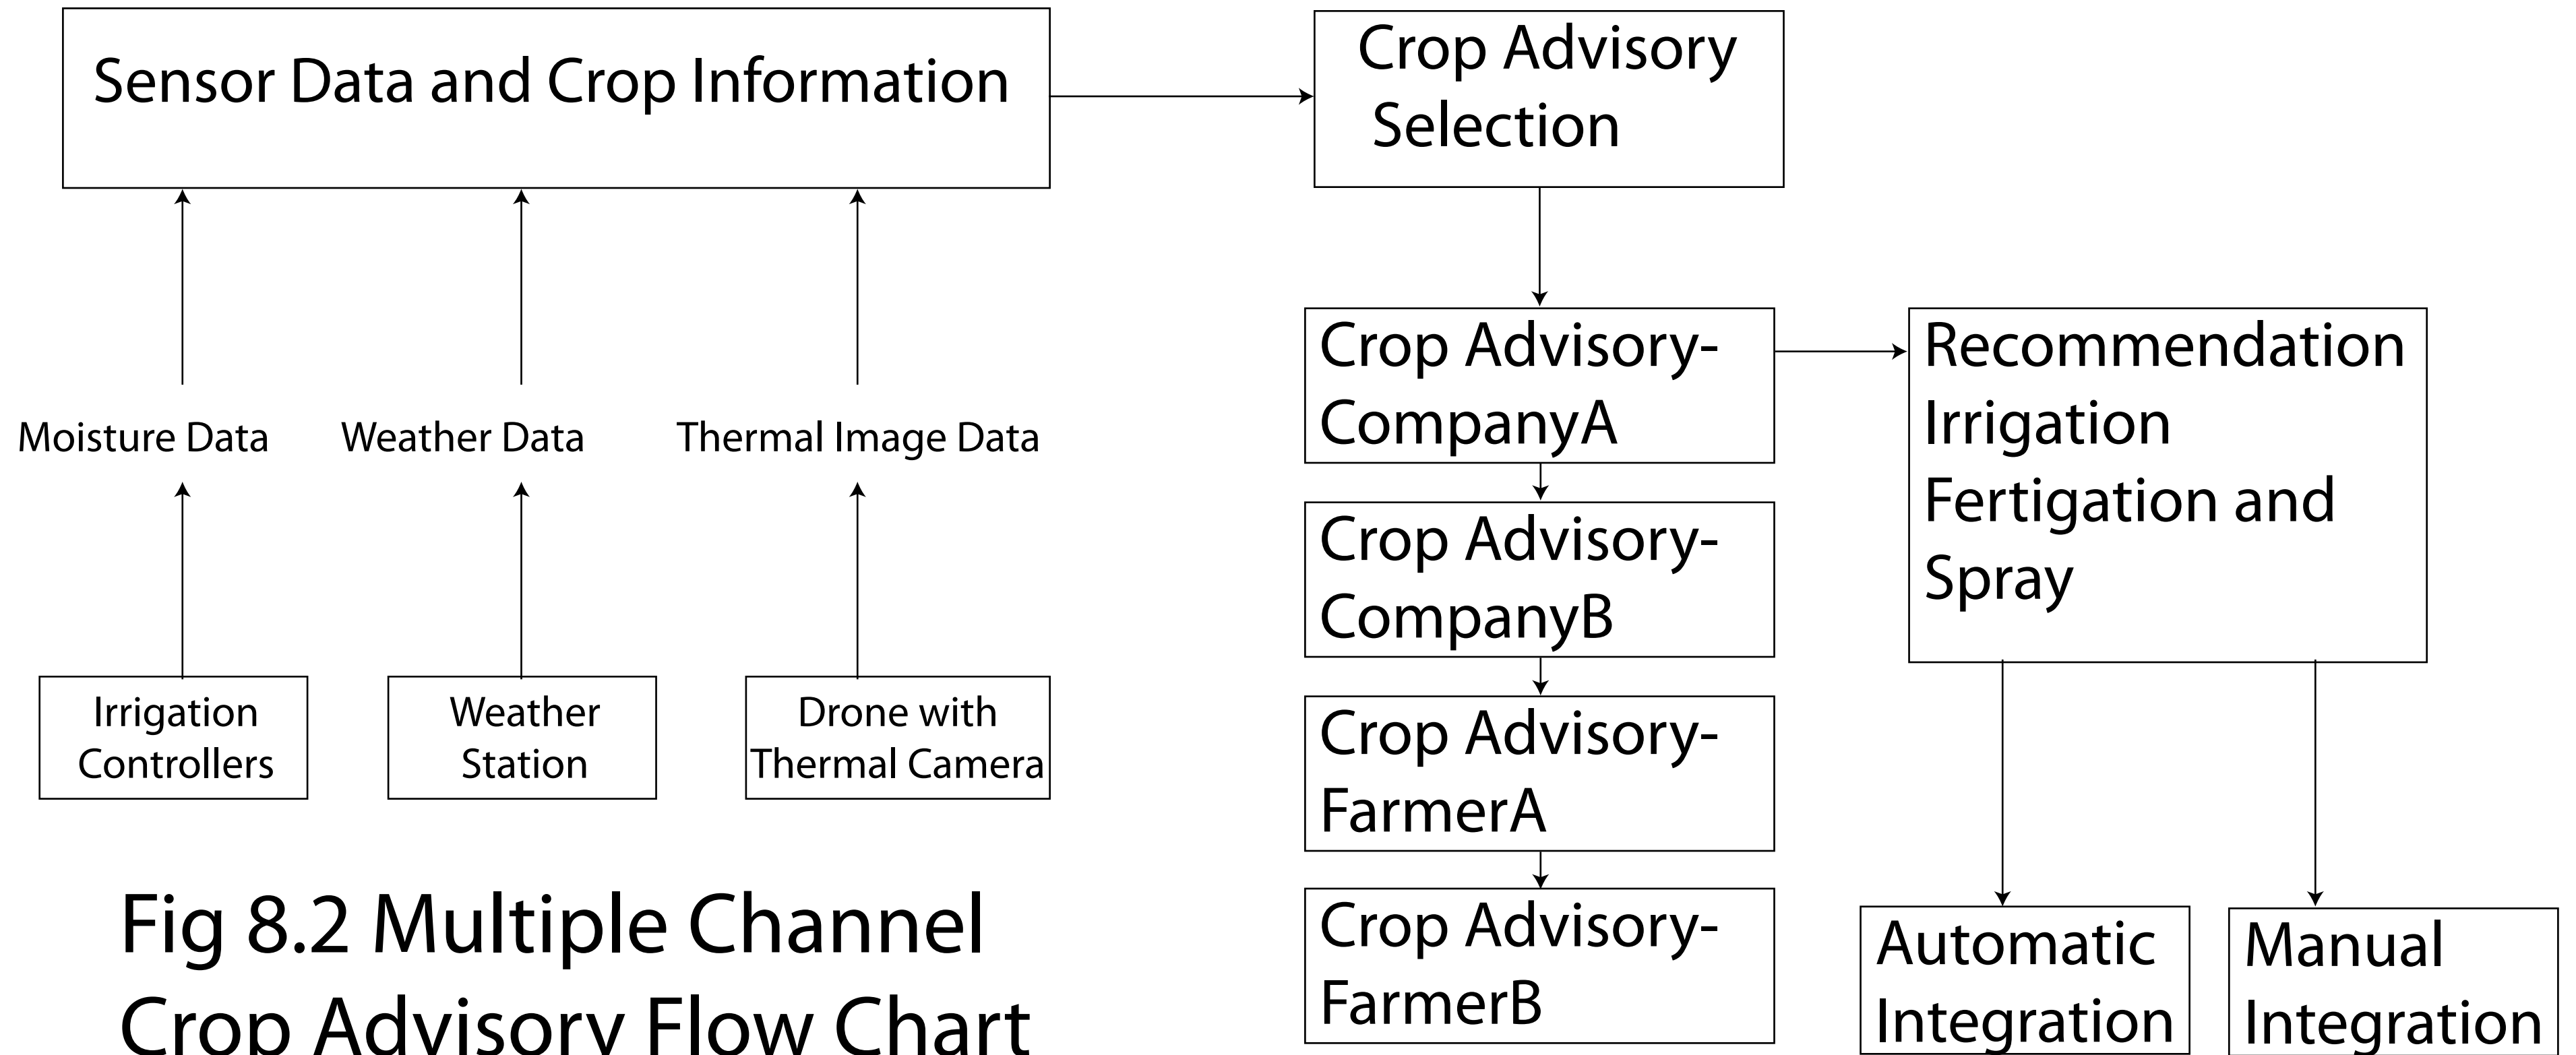 Sensor Data and Crop Information
Crop Advisory
Selection
Moisture Data
Weather Data
Thermal Image Data
Irrigation
Controllers
Weather
Station
Drone with
Thermal Camera
Crop Advisory-
CompanyA
Crop Advisory-
CompanyB
Crop Advisory-
FarmerA
Crop Advisory-
FarmerB
Recommendation
Irrigation
Fertigation and
Spray
Automatic
Integration
Manual
Integration
Fig 8.2 Multiple Channel
Crop Advisory Flow Chart